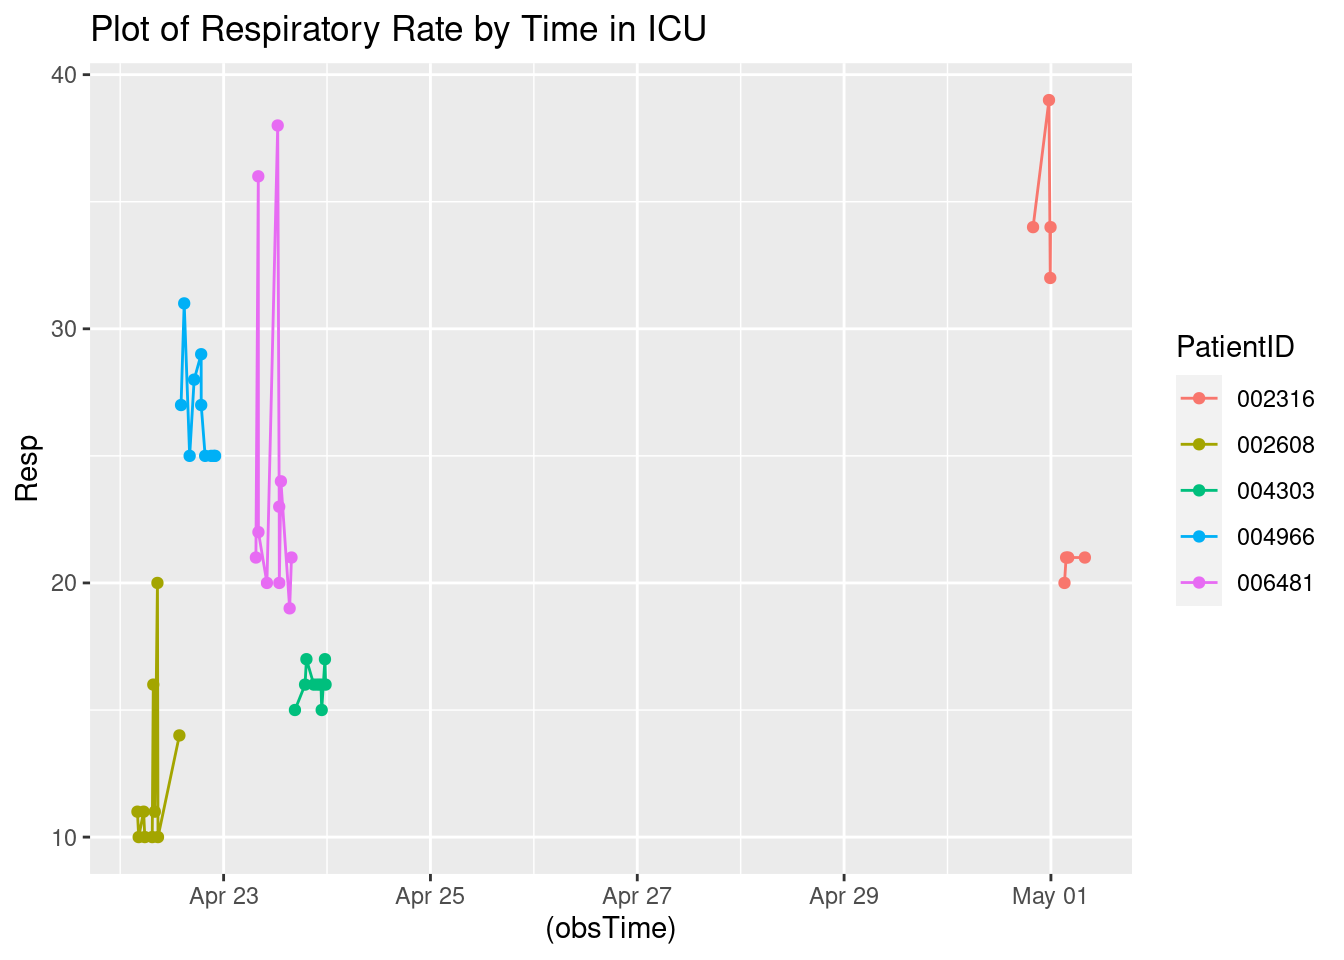 Plot of Respiratory Rate by Time in ICU
40
30
20
10
Resp
Apr 23
Apr 25
Apr 27
Apr 29
May 01
(obsTime)
PatientID
002316
002608
004303
004966
006481